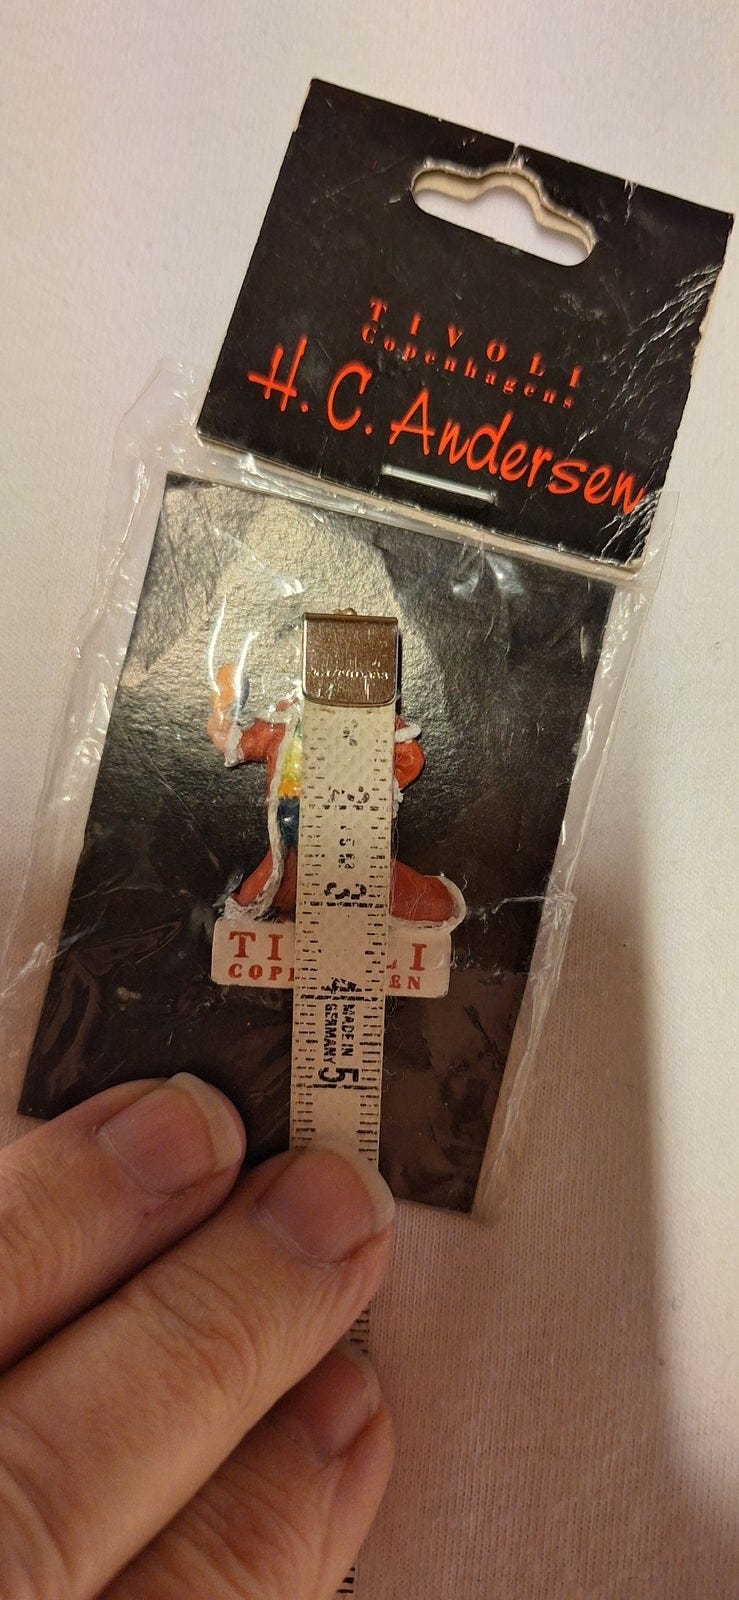 TIVOLI
Copenhagens
H. C. Andersen
2
3
TI LI
COP EN
4
MADE IN
GERMANY
5